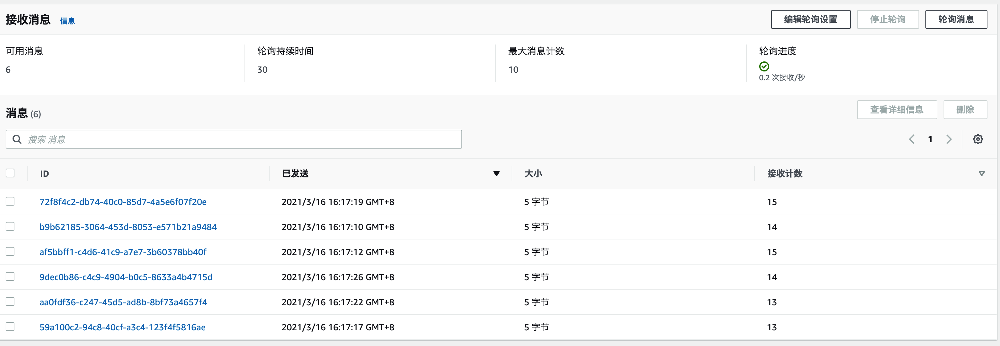 接收消息 信息 编辑轮询设置 停止轮询 轮询消息
可用消息 轮询持续时间 最大消息计数 轮询进度
6 30 10
0.2 次接收/秒
消息 (6) 查看详细信息 删除
搜索 消息 1
ID 已发送 大小 接收计数
72f8f4c2-db74-40c0-85d7-4a5e6f07f20e 2021/3/16 16:17:19 GMT+8 5 字节 15
b9b62185-3064-453d-8053-e571b21a9484 2021/3/16 16:17:10 GMT+8 5 字节 14
af5bbff1-c4d6-41c9-a7e7-3b60378bb40f 2021/3/16 16:17:12 GMT+8 5 字节 15
9dec0b86-c4c9-4904-b0c5-8633a4b4715d 2021/3/16 16:17:26 GMT+8 5 字节 14
aa0fdf36-c247-45d5-ad8b-8bf73a4657f4 2021/3/16 16:17:22 GMT+8 5 字节 13
59a100c2-94c8-40cf-a3c4-123f4f5816ae 2021/3/16 16:17:17 GMT+8 5 字节 13